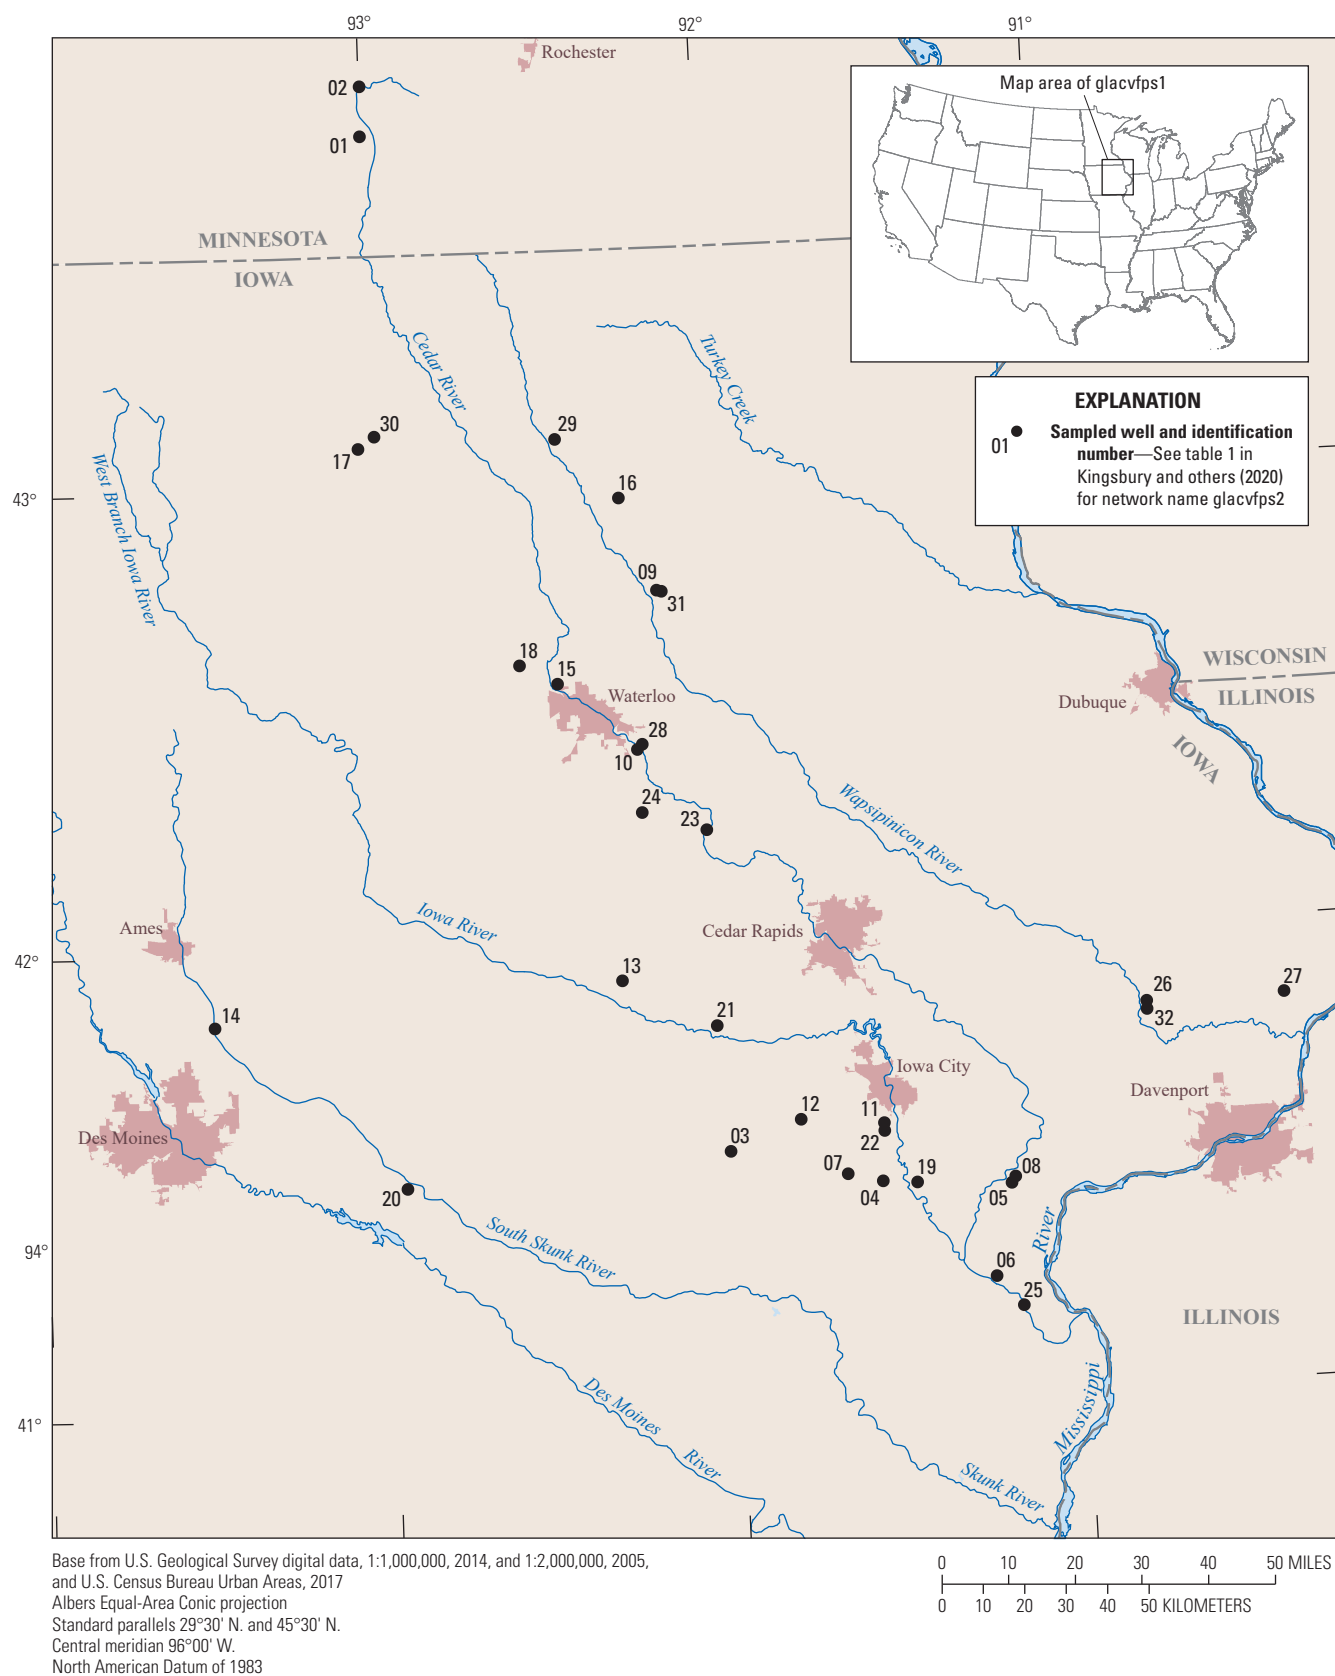 93°
92°
91°
Rochester
02
01
Map area of glacvfps1
MINNESOTA
IOWA
Cedar River
Turkey Creek
EXPLANATION
01
Sampled well and identification
number—See table 1 in
Kingsbury and others (2020)
for network name glacvfps2
30
17
29
West Branch Iowa River
16
43°
09
31
18
15
Waterloo
WISCONSIN
ILLINOIS
Dubuque
IOWA
28
10
24
23
Wapsipinicon River
Ames
Iowa River
Cedar Rapids
42°
13
26
27
32
14
21
Iowa City
Davenport
Des Moines
12
11
22
03
07
04
19
08
05
20
South Skunk River
River
94°
06
25
ILLINOIS
Des Moines
River
Mississippi
41°
Skunk River
Base from U.S. Geological Survey digital data, 1:1,000,000, 2014, and 1:2,000,000, 2005,
and U.S. Census Bureau Urban Areas, 2017
Albers Equal-Area Conic projection
Standard parallels 29°30' N. and 45°30' N.
Central meridian 96°00' W.
North American Datum of 1983
0 10 20 30 40 50 MILES
0 10 20 30 40 50 KILOMETERS